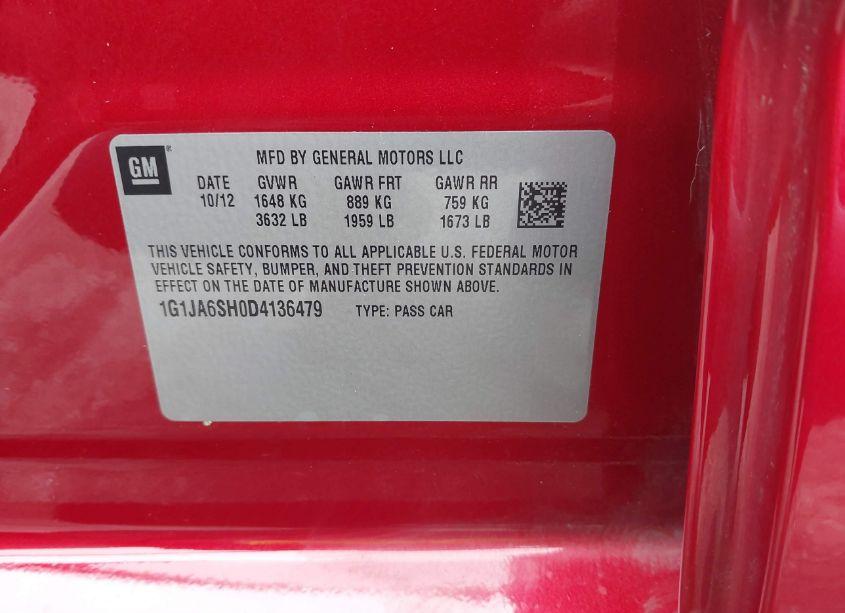 GM®
MFD BY GENERAL MOTORS LLC
DATE GVWR GAWR FRT GAWR RR
10/12 1648 KG 889 KG 759 KG
3632 LB 1959 LB 1673 LB
THIS VEHICLE CONFORMS TO ALL APPLICABLE U.S. FEDERAL MOTOR
VEHICLE SAFETY, BUMPER, AND THEFT PREVENTION STANDARDS IN
EFFECT ON THE DATE OF MANUFACTURE SHOWN ABOVE.
1G1JA6SH0D4136479 TYPE: PASS CAR